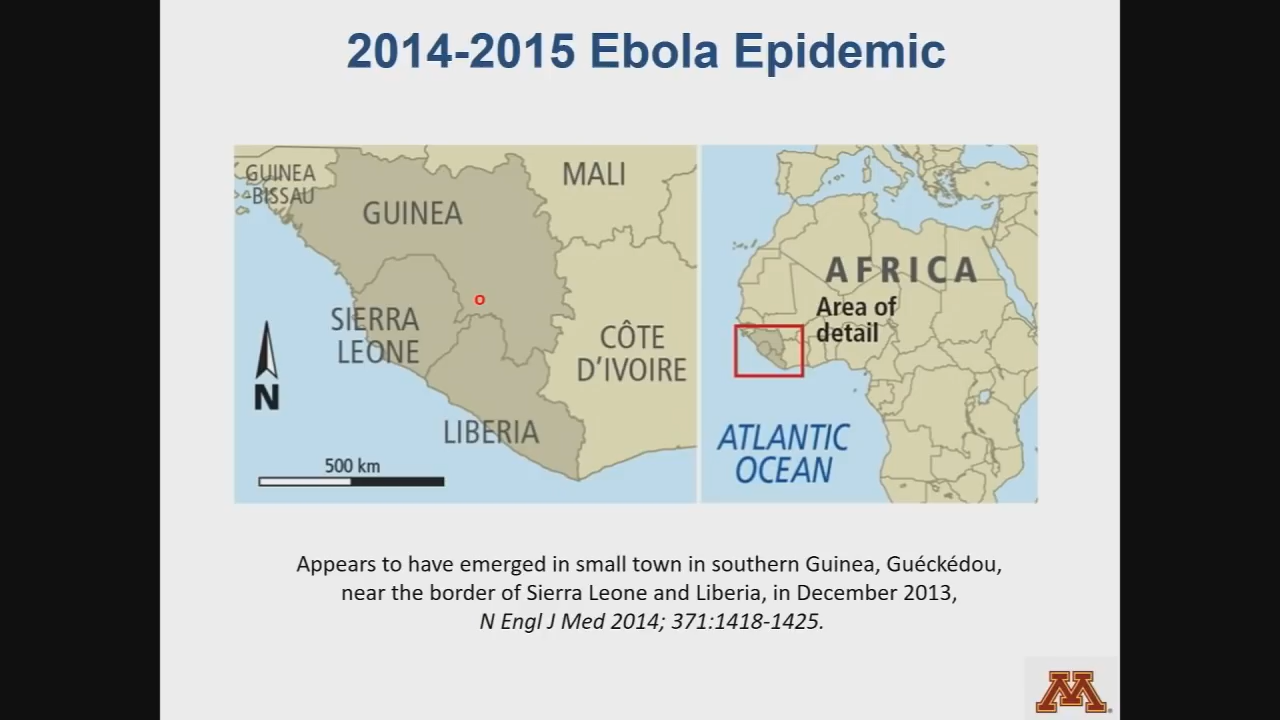 2014-2015 Ebola Epidemic
GUINEA
-BISSAU
GUINEA
MALI
SIERRA
LEONE
CÔTE
D'IVOIRE
LIBERIA
N
500 km
AFRICA
Area of
detail
ATLANTIC
OCEAN
Appears to have emerged in small town in southern Guinea, Guéckédou,
near the border of Sierra Leone and Liberia, in December 2013,
N Engl J Med 2014; 371:1418-1425.
M